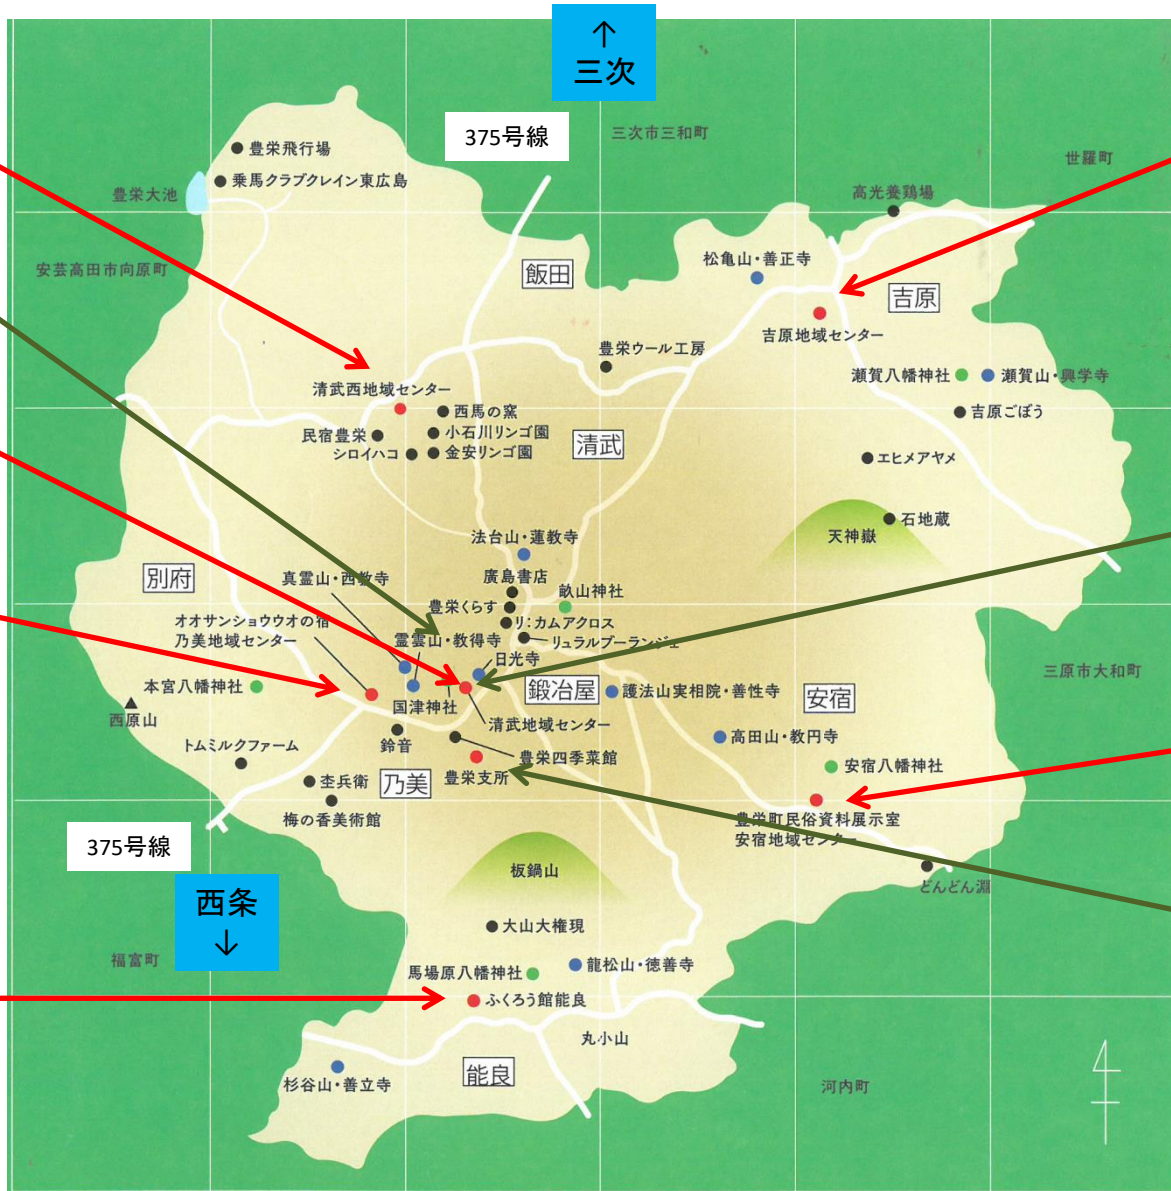 ↑
三次
375号線
三次市三和町
世羅町
豊栄飛行場
乗馬クラブクレイン東広島
豊栄大池
高光養鶏場
安芸高田市向原町
松亀山・善正寺
飯田
吉原
吉原地域センター
豊栄ウール工房
清武西地域センター
瀬賀八幡神社
瀬賀山・興学寺
西馬の窯
吉原ごぼう
民宿豊栄
小石川リンゴ園
シロイハコ
金安リンゴ園
清武
エヒメアヤメ
石地蔵
天神嶽
法台山・蓮教寺
別府
真霊山・西教寺
廣島書店
畝山神社
豊栄くらす
オオサンショウウオの宿
乃美地域センター
リ:カムアクロス
霊雲山・教得寺
リュラルブーランジェ
日光寺
三原市大和町
本宮八幡神社
鍛冶屋
護法山実相院・善性寺
安宿
国津神社
西原山
清武地域センター
鈴音
高田山・教円寺
トムミルクファーム
豊栄四季菜館
安宿八幡神社
豊栄支所
杢兵衛
乃美
梅の香美術館
豊栄町民俗資料展示室
安宿地域センター
375号線
板鍋山
どんどん淵
西条
↓
大山大権現
福富町
馬場原八幡神社
龍松山・徳善寺
ふくろう館能良
丸小山
能良
杉谷山・善立寺
河内町